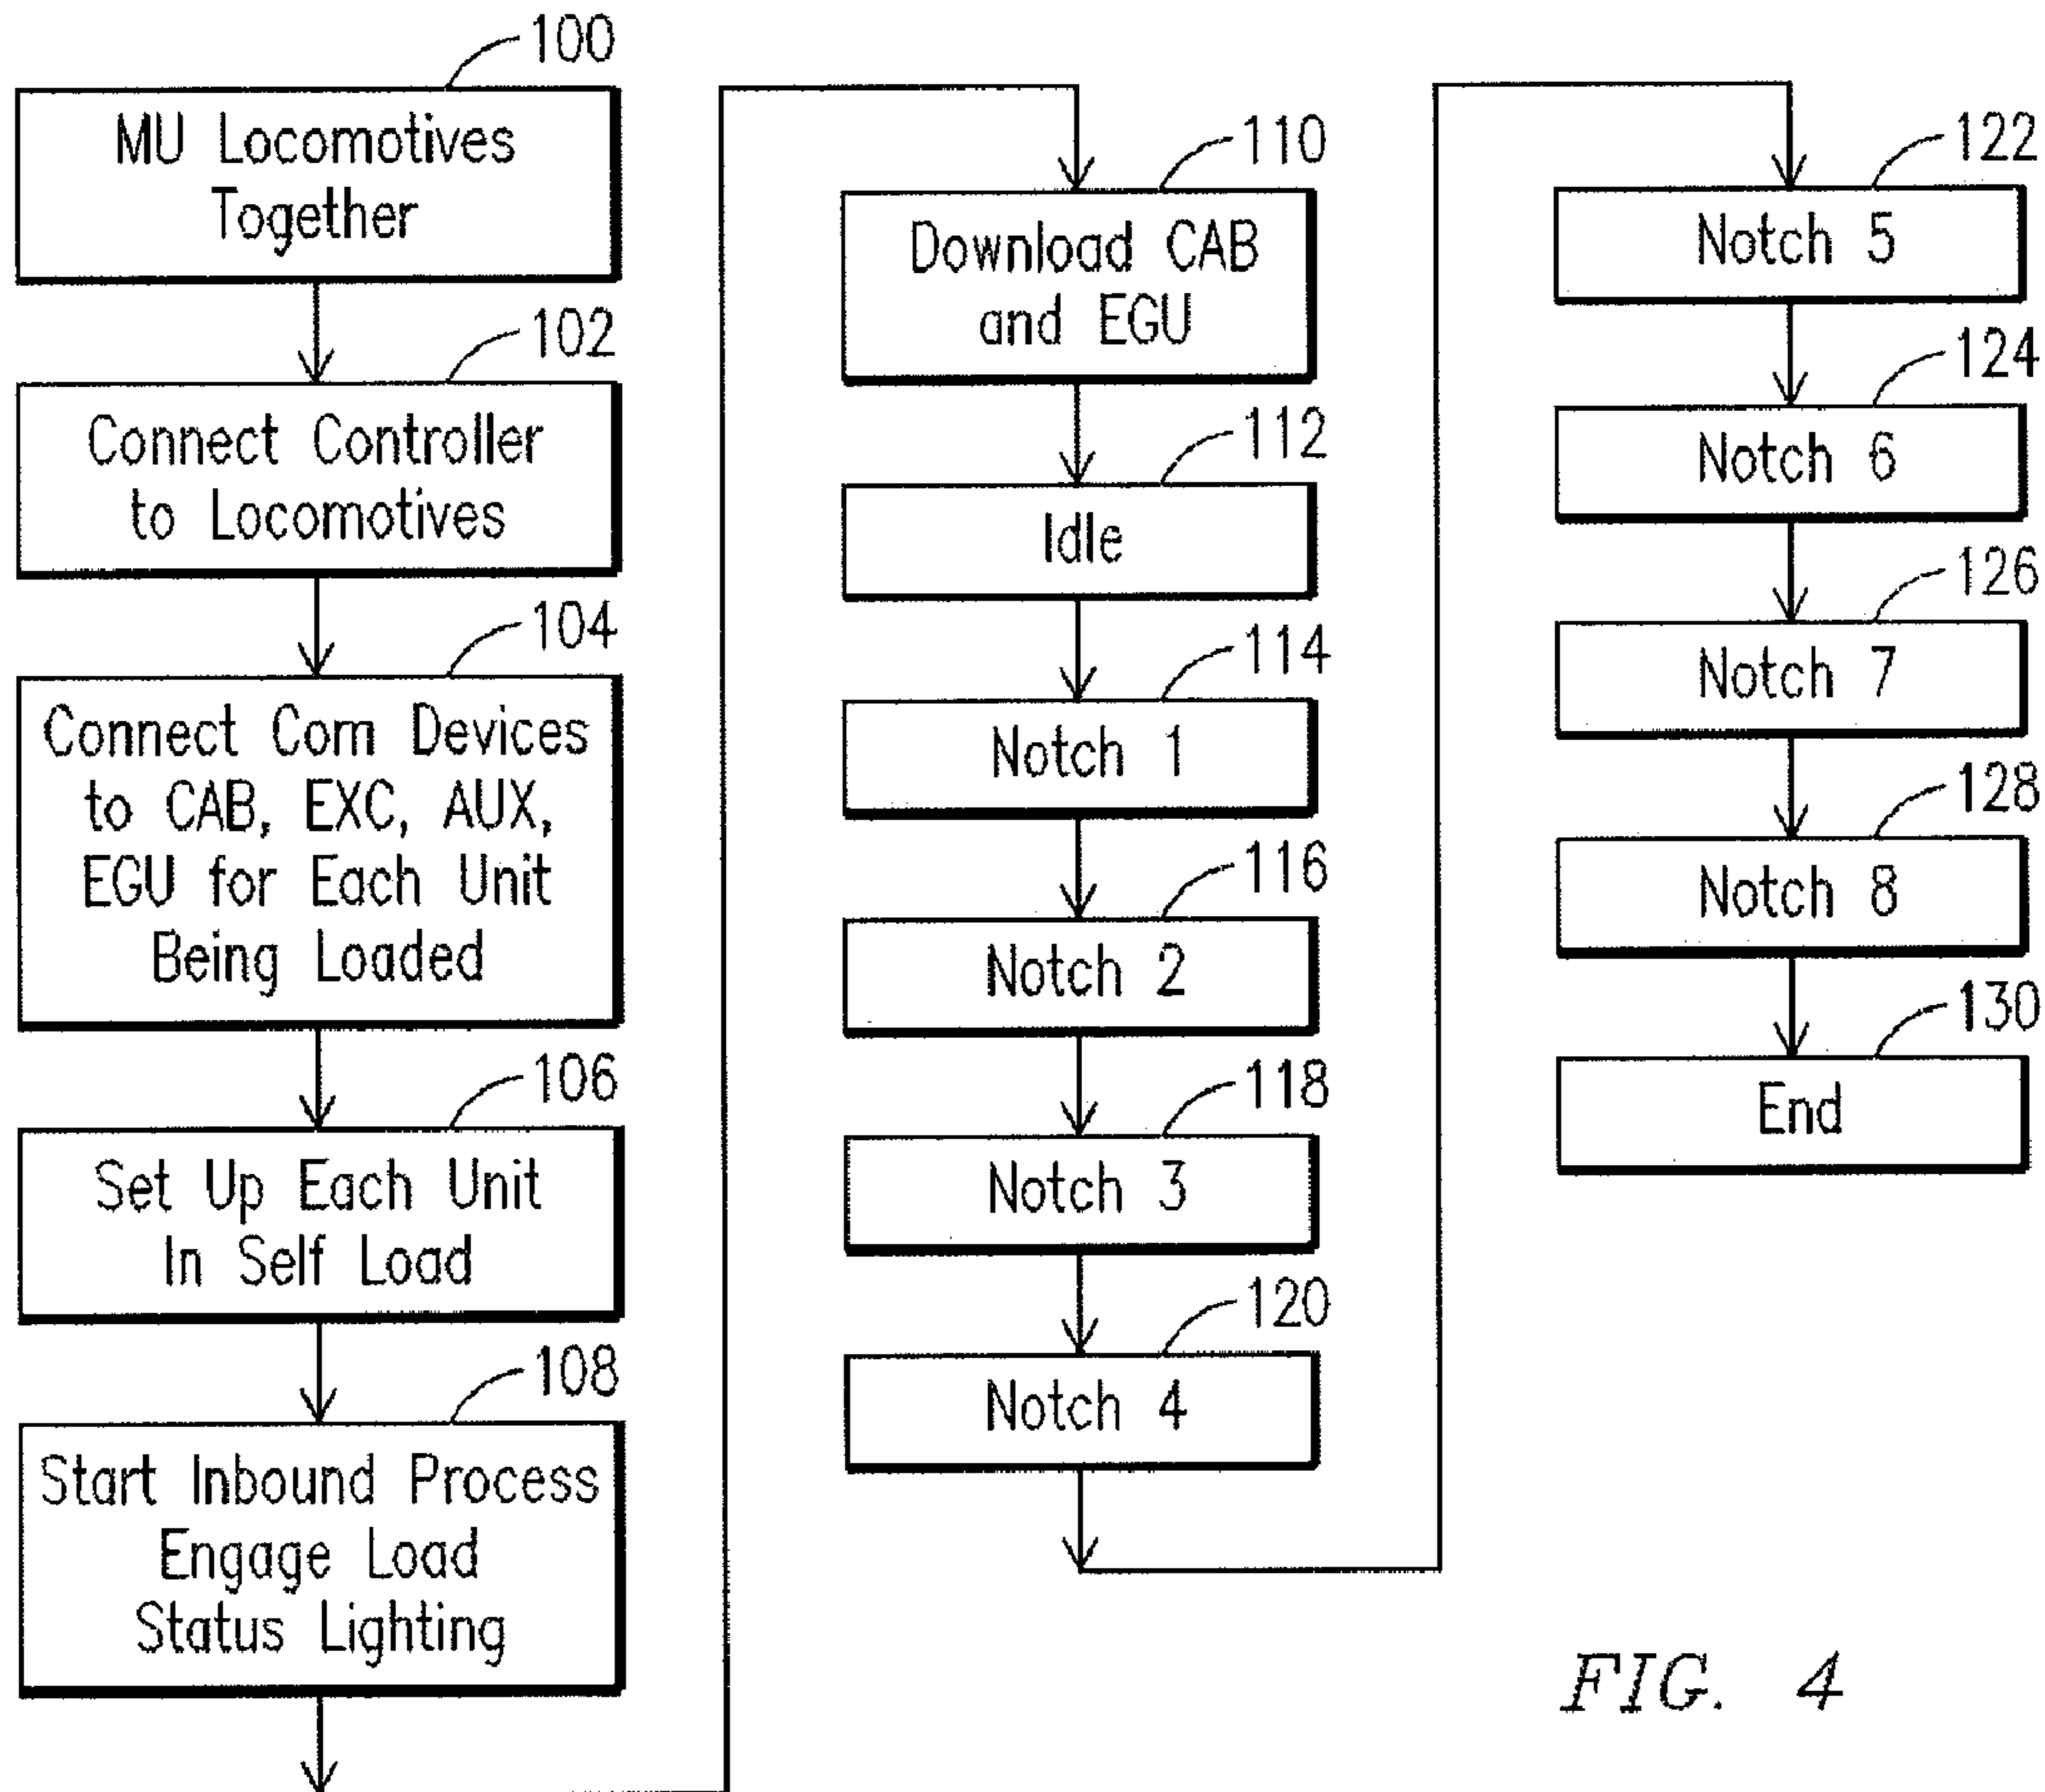 100
MU Locomotives
Together
102
Connect Controller
to Locomotives
104
Connect Com Devices
to CAB, EXC, AUX,
EGU for Each Unit
Being Loaded
106
Set Up Each Unit
In Self Load
108
Start Inbound Process
Engage Load
Status Lighting
110
Download CAB
and EGU
112
Idle
114
Notch 1
116
Notch 2
118
Notch 3
120
Notch 4
122
Notch 5
124
Notch 6
126
Notch 7
128
Notch 8
130
End
FIG. 4